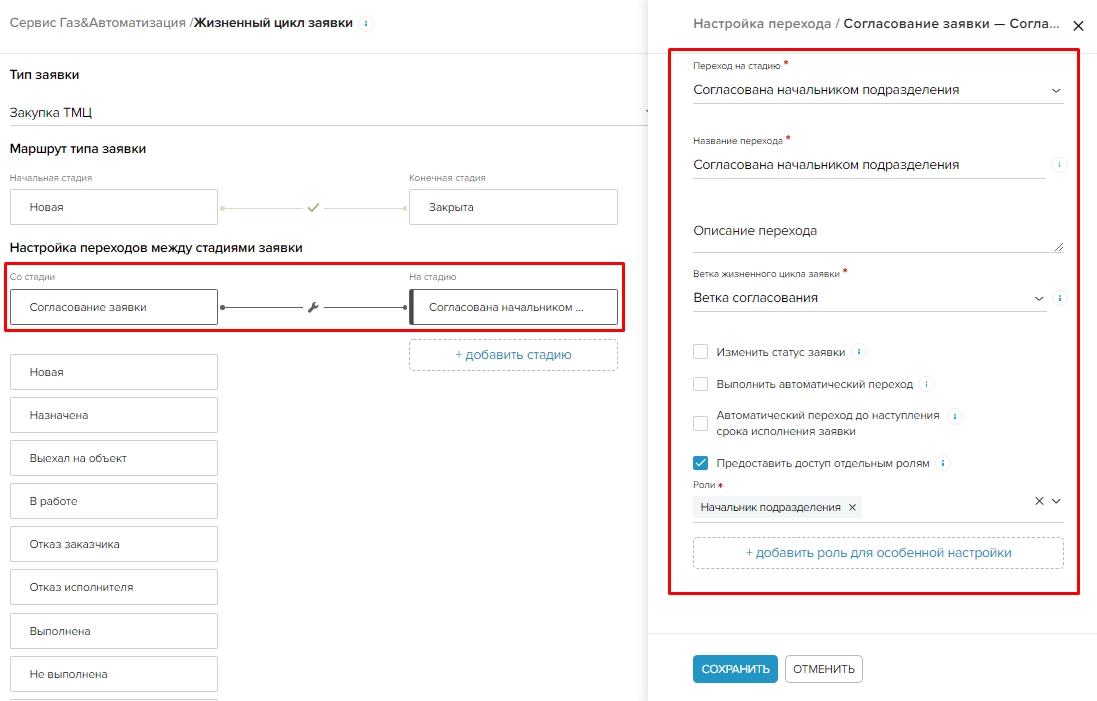 Сервис Газ&Автоматизация /Жизненный цикл заявки
Тип заявки
Закупка ТМЦ
Маршрут типа заявки
Начальная стадия
Конечная стадия
Новая
Закрыта
Настройка переходов между стадиями заявки
Со стадии
На стадию
Согласование заявки
Согласована начальником ...
+ добавить стадию
Новая
Назначена
Выехал на объект
В работе
Отказ заказчика
Отказ исполнителя
Выполнена
Не выполнена
Настройка перехода / Согласование заявки — Согла...
Переход на стадию *
Согласована начальником подразделения
Название перехода *
Согласована начальником подразделения
Описание перехода
Ветка жизненного цикла заявки *
Ветка согласования
Изменить статус заявки
Выполнить автоматический переход
Автоматический переход до наступления
срока исполнения заявки
Предоставить доступ отдельным ролям
Роли *
Начальник подразделения ×
+ добавить роль для особенной настройки
СОХРАНИТЬ
ОТМЕНИТЬ